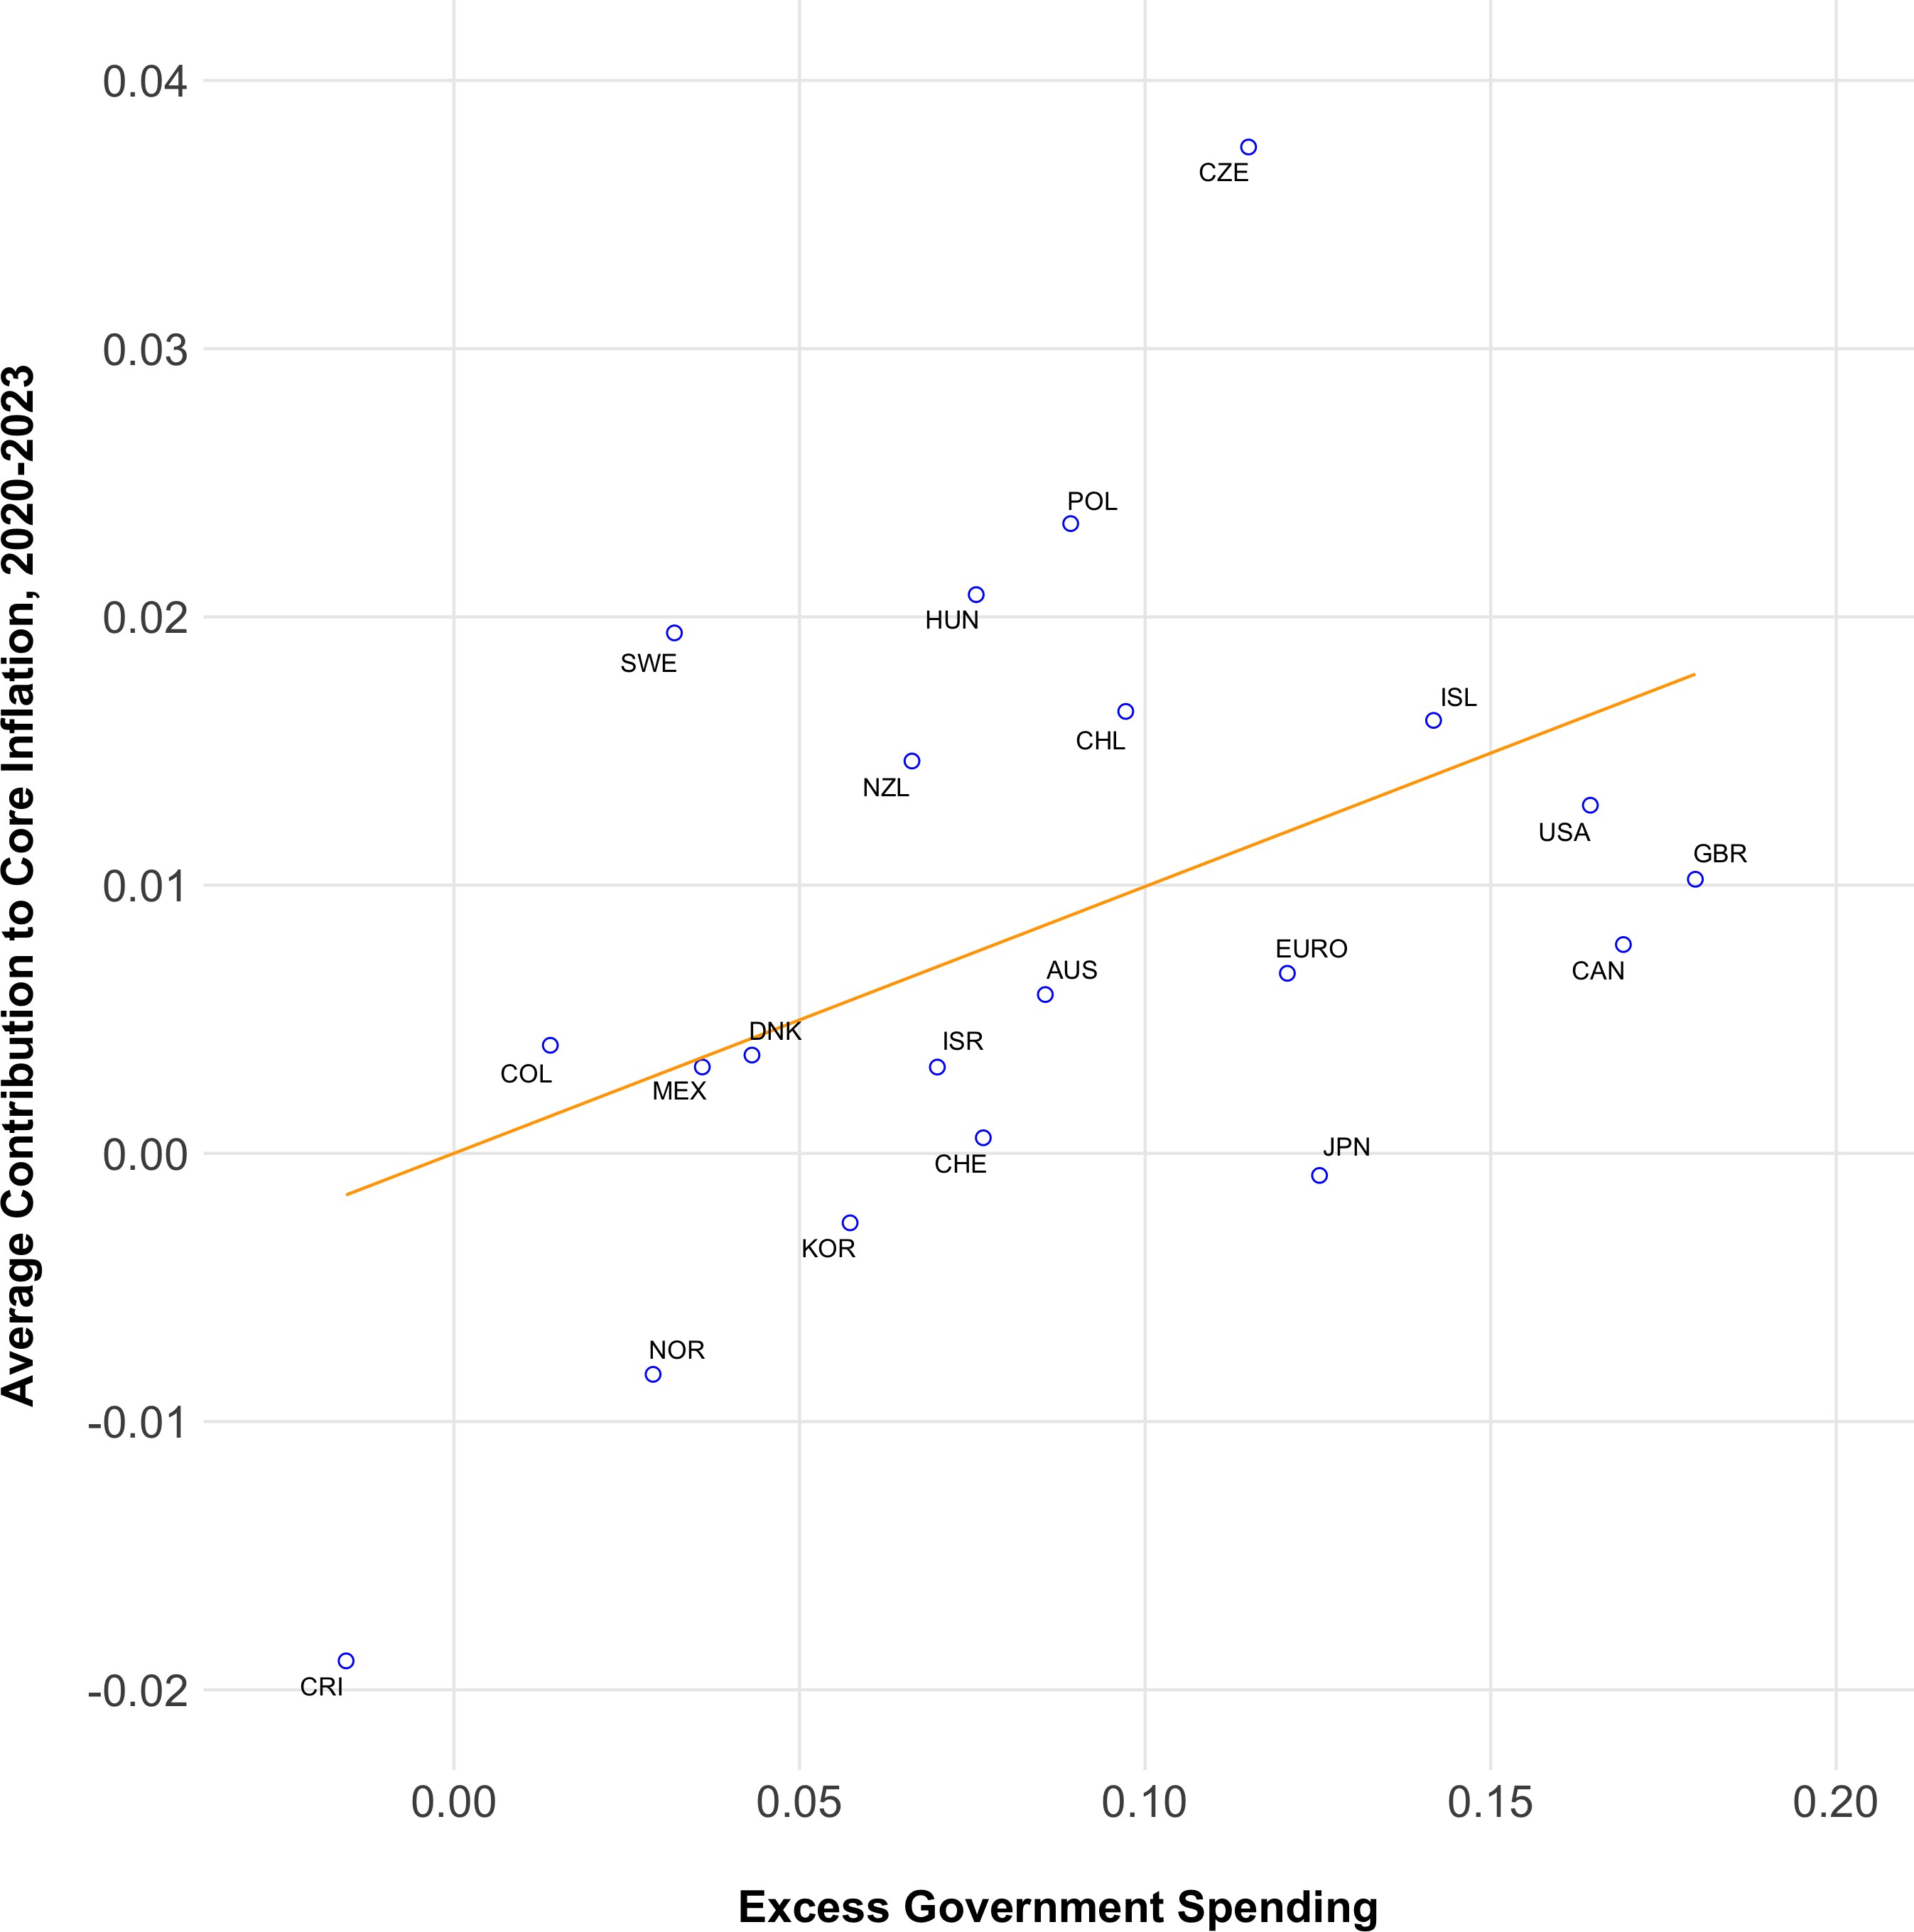 0.04
CZE
0.03
POL
HUN
0.02
SWE
ISL
CHL
NZL
USA
GBR
0.01
EURO
AUS
CAN
DNK
ISR
COL
MEX
JPN
0.00
CHE
KOR
NOR
-0.01
CRI
-0.02
0.00 0.05 0.10 0.15 0.20
Excess Government Spending
Average Contribution to Core Inflation, 2020-2023